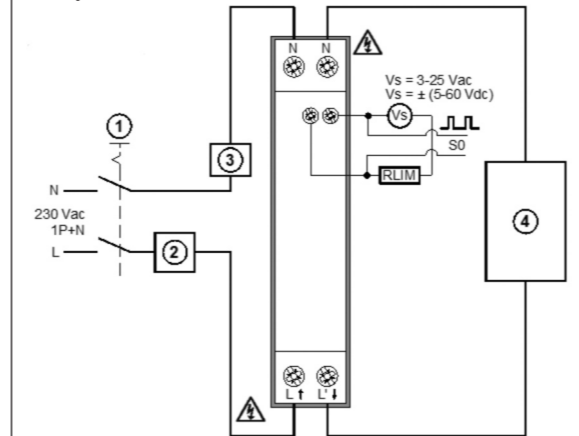 N N
Vs = 3-25 Vac
Vs = ± (5-60 Vdc)
1
Vs
S0
3
RLIM
N
230 Vac
1P+N
L
2
4
L ↑ L' ↓